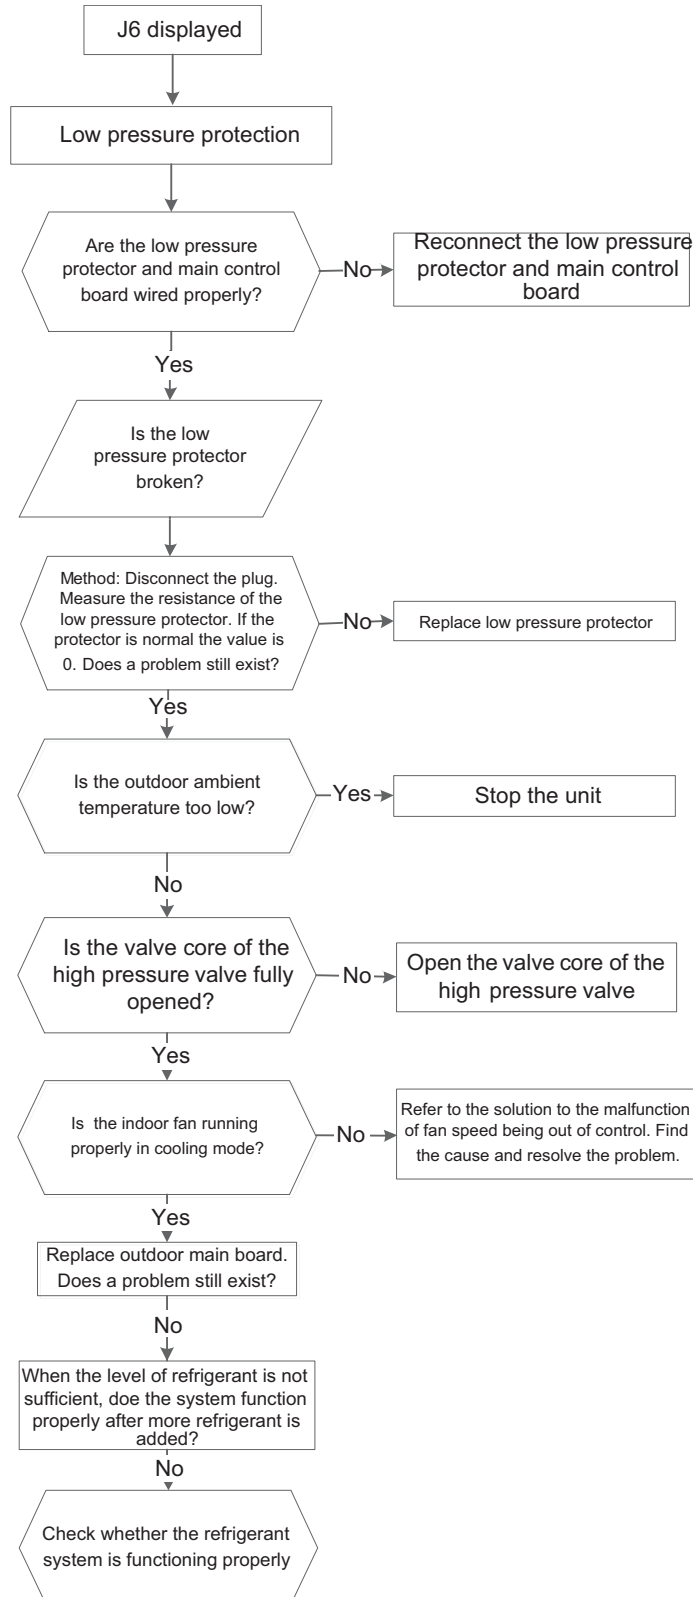 J6 displayed
Low pressure protection
Are the low pressure
protector and main control
board wired properly?
No
Reconnect the low pressure
protector and main control
board
Yes
Is the low
pressure protector
broken?
Method: Disconnect the plug.
Measure the resistance of the
low pressure protector. If the
protector is normal the value is
0. Does a problem still exist?
No
Replace low pressure protector
Yes
Is the outdoor ambient
temperature too low?
Yes
Stop the unit
No
Is the valve core of the
high pressure valve fully
opened?
No
Open the valve core of the
high pressure valve
Yes
Is the indoor fan running
properly in cooling mode?
No
Refer to the solution to the malfunction
of fan speed being out of control. Find
the cause and resolve the problem.
Yes
Replace outdoor main board.
Does a problem still exist?
No
When the level of refrigerant is not
sufficient, doe the system function
properly after more refrigerant is
added?
No
Check whether the refrigerant
system is functioning properly